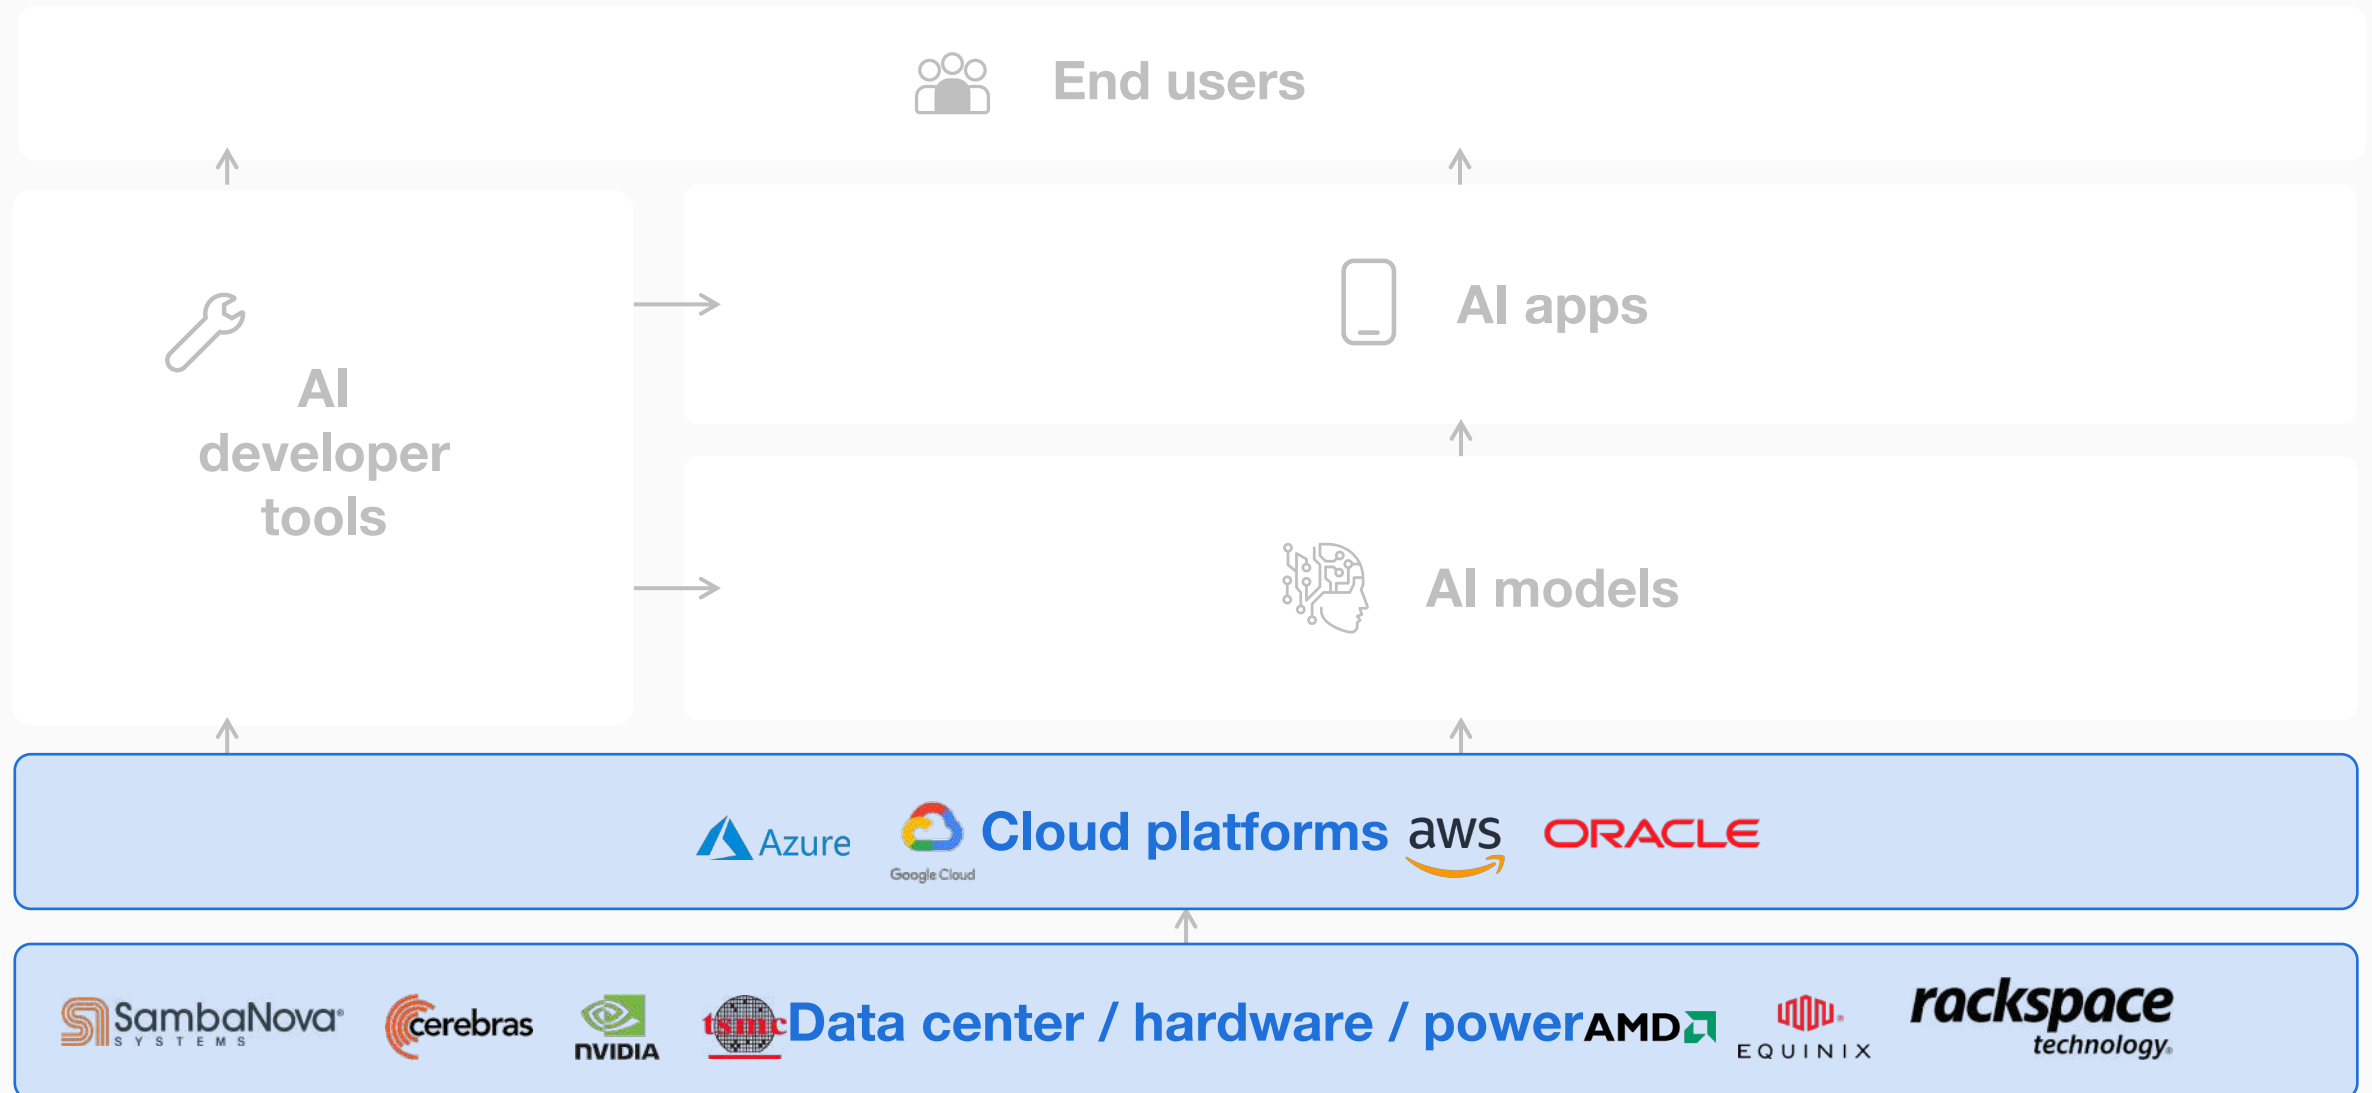 End users
AI apps
AI
developer
tools
AI models
Azure
Google Cloud
Cloud platforms
aws
ORACLE
SambaNova®
SYSTEMS
cerebras
NVIDIA
tsmc
Data center / hardware / power
AMD
EQUINIX
rackspace
technology®